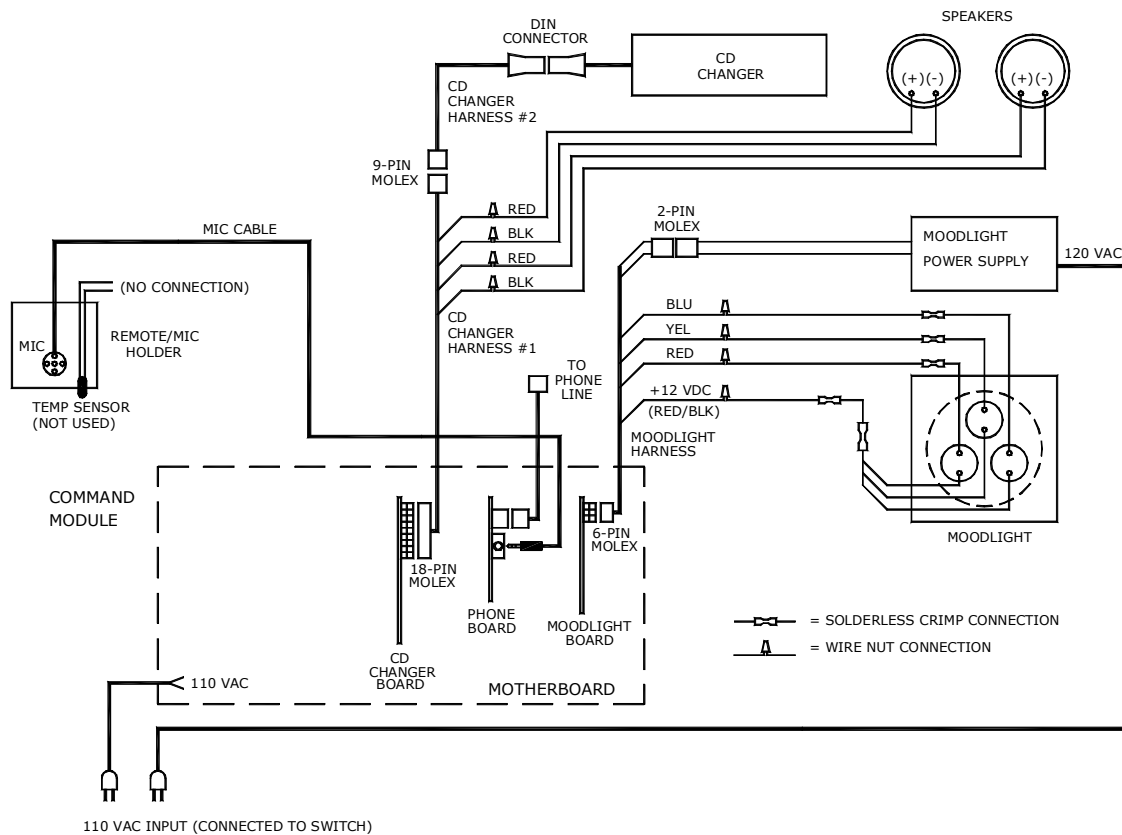 SPEAKERS
DIN
CONNECTOR
CD
CHANGER
(+)(-)
(+)(-)
CD
CHANGER
HARNESS #2
9-PIN
MOLEX
RED
BLK
RED
BLK
2-PIN
MOLEX
MOODLIGHT
POWER SUPPLY
120 VAC
MIC CABLE
(NO CONNECTION)
MIC
REMOTE/MIC
HOLDER
TEMP SENSOR
(NOT USED)
CD
CHANGER
HARNESS #1
TO
PHONE
LINE
BLU
YEL
RED
+12 VDC
(RED/BLK)
MOODLIGHT
HARNESS
MOODLIGHT
COMMAND
MODULE
18-PIN
MOLEX
6-PIN
MOLEX
PHONE
BOARD
MOODLIGHT
BOARD
CD
CHANGER
BOARD
MOTHERBOARD
110 VAC
= SOLDERLESS CRIMP CONNECTION
= WIRE NUT CONNECTION
110 VAC INPUT (CONNECTED TO SWITCH)